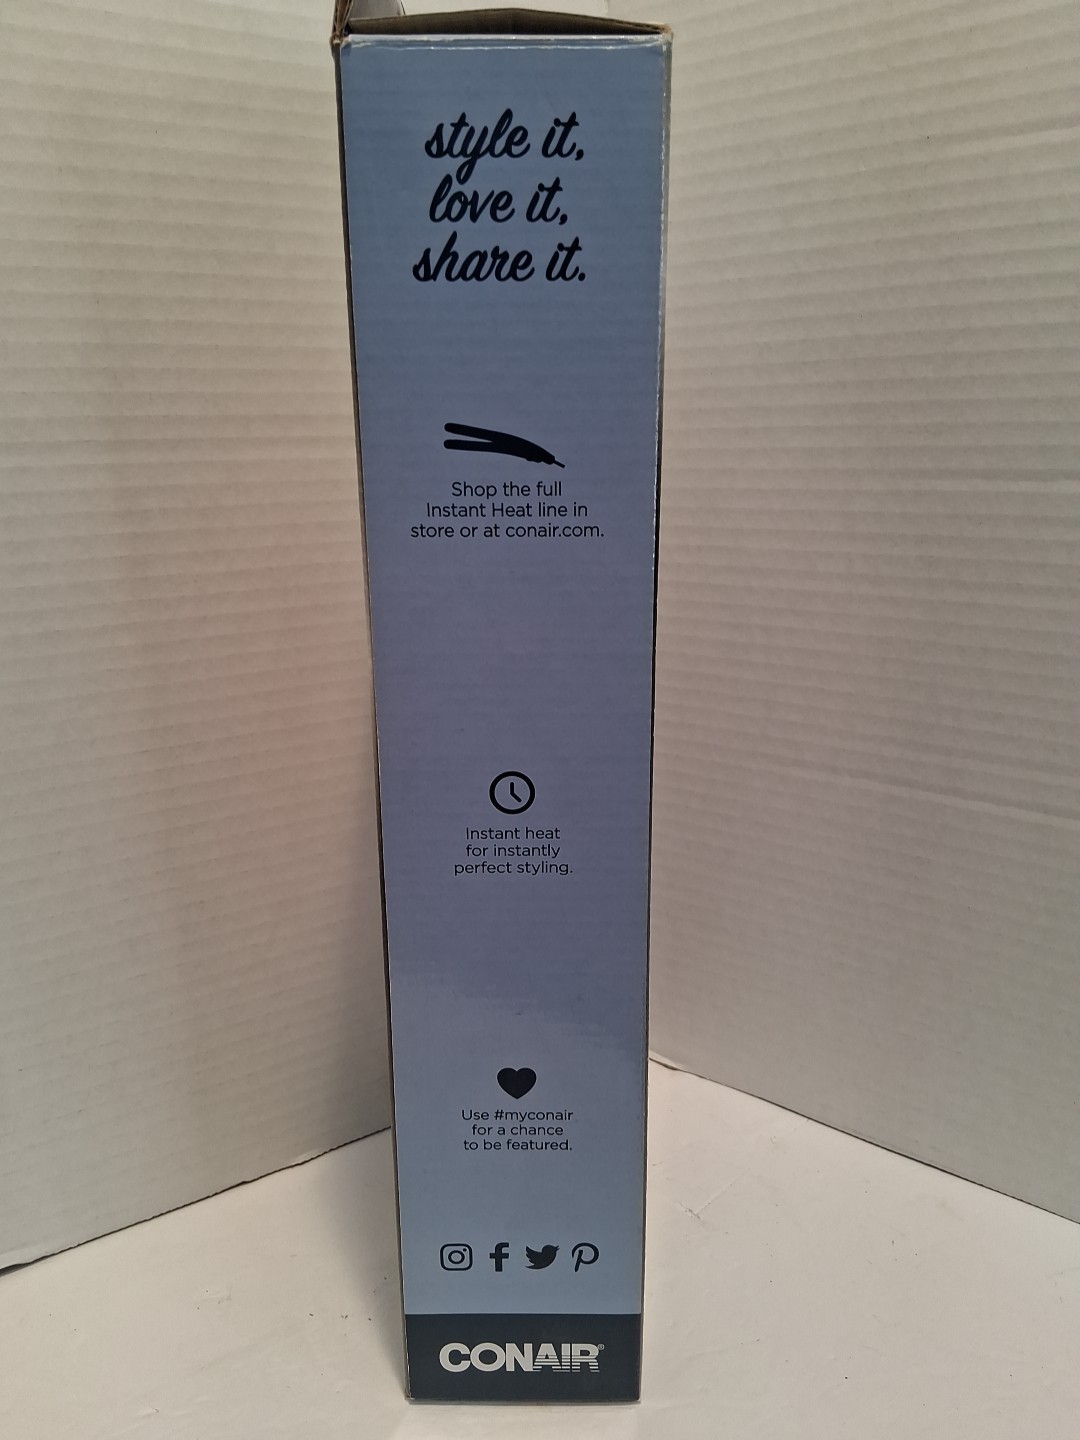 style it,
love it,
share it.
Shop the full
Instant Heat line in
store or at conair.com.
Instant heat
for instantly
perfect styling.
Use #myconair
for a chance
to be featured.
CONAIR®